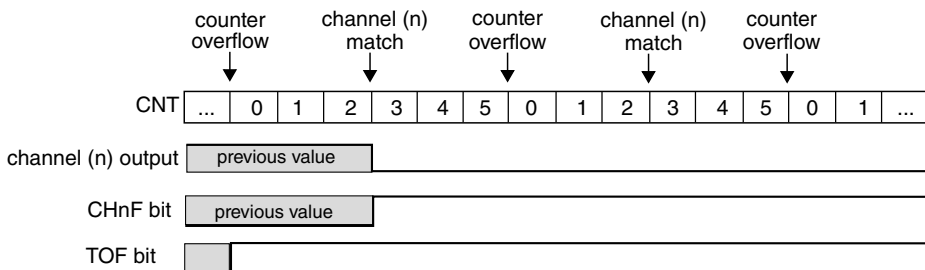 counter overflow
channel (n) match
counter overflow
channel (n) match
counter overflow
CNT ... 0 1 2 3 4 5 0 1 2 3 4 5 0 1 ...
channel (n) output previous value
CHnF bit previous value
TOF bit